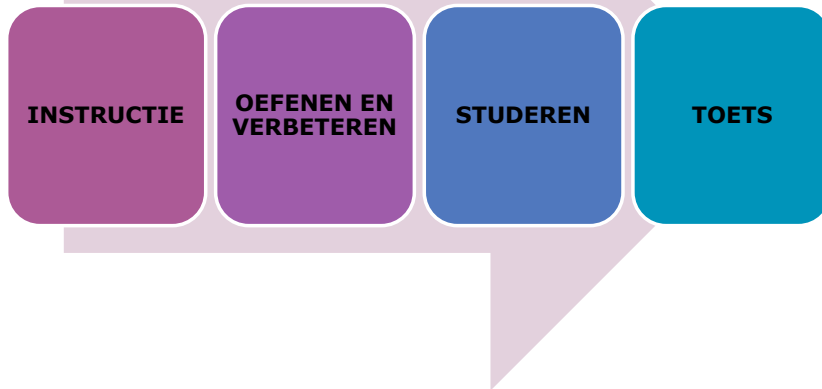 INSTRUCTIE
OEFENEN EN
VERBETEREN
STUDEREN
TOETS